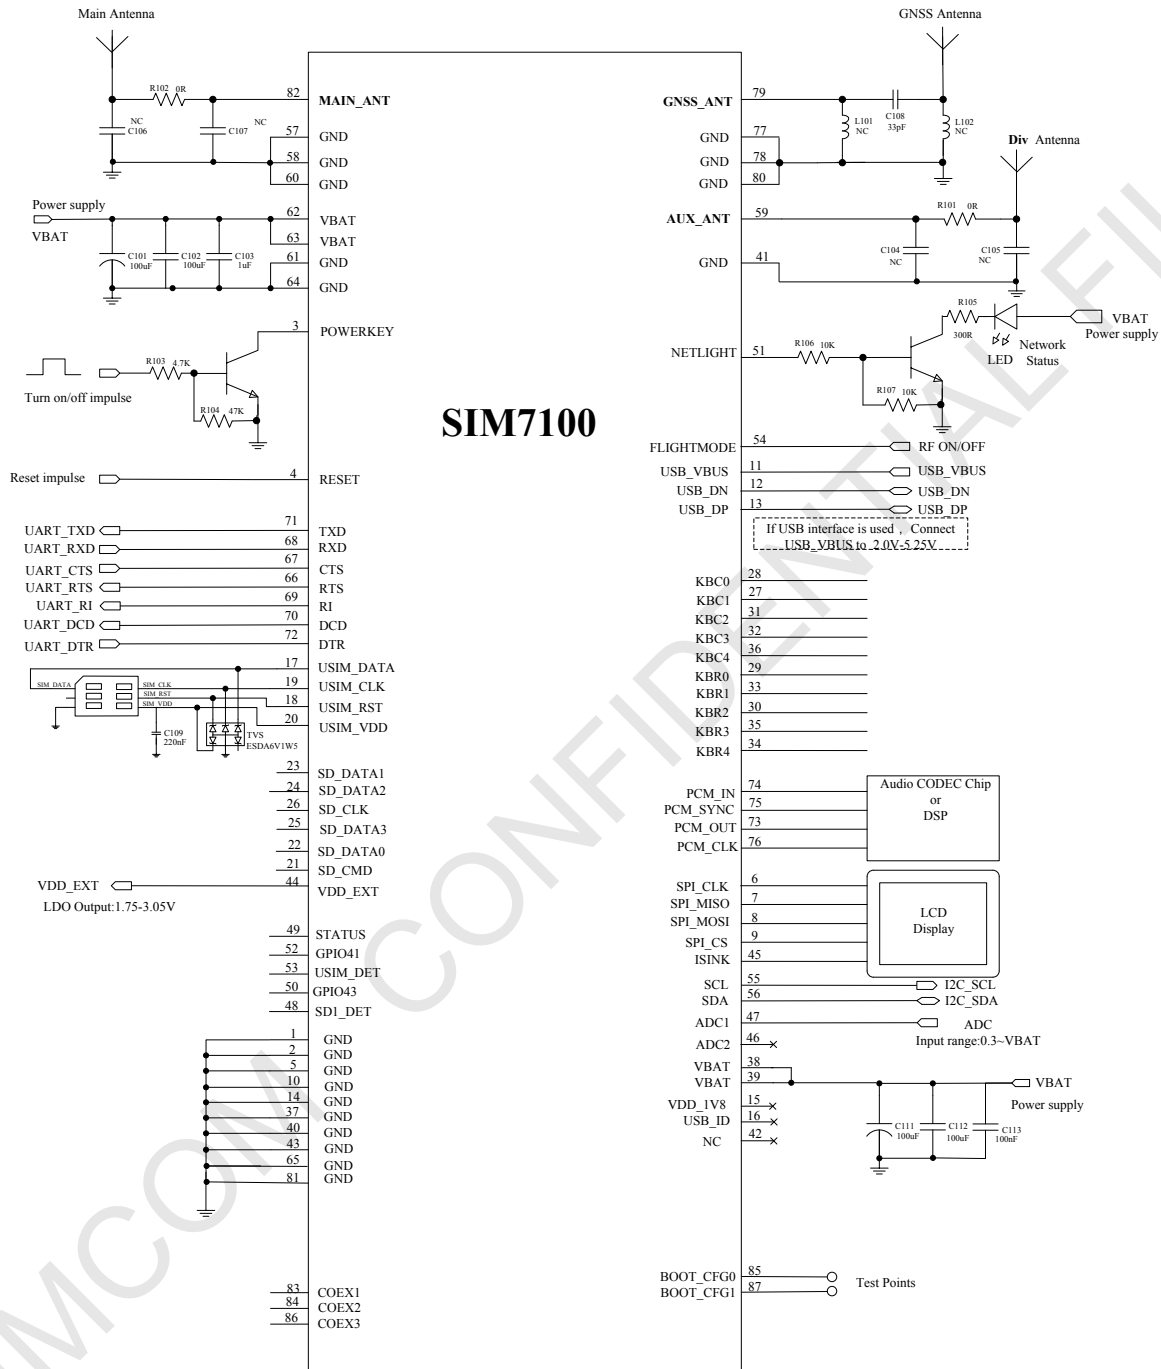 Main Antenna
R102 0R
NC
C106
C107
NC
82
MAIN_ANT
57
GND
58
GND
60
GND
Power supply
VBAT
62
VBAT
63
VBAT
61
GND
64
GND
C101
100uF
C102
100uF
C103
1uF
3
POWERKEY
R103 4.7K
Turn on/off impulse
R104 47K
Reset impulse
4
RESET
UART_TXD
71
TXD
UART_RXD
68
RXD
UART_CTS
67
CTS
UART_RTS
66
RTS
UART_RI
69
RI
UART_DCD
70
DCD
UART_DTR
72
DTR
17
USIM_DATA
19
USIM_CLK
18
USIM_RST
20
USIM_VDD
SIM_DATA
SIM_CLK
SIM_RST
SIM_VDD
C109
220nF
TVS
ESDA6V1W5
23
SD_DATA1
24
SD_DATA2
26
SD_CLK
25
SD_DATA3
22
SD_DATA0
21
SD_CMD
VDD_EXT
44
VDD_EXT
LDO Output:1.75-3.05V
49
STATUS
52
GPIO41
53
USIM_DET
50
GPIO43
48
SD1_DET
1
GND
2
GND
5
GND
10
GND
14
GND
37
GND
40
GND
43
GND
65
GND
81
GND
83
COEX1
84
COEX2
86
COEX3
SIM7100
GNSS Antenna
GNSS_ANT
79
C108
33pF
L101
NC
L102
NC
GND
77
GND
78
GND
80
Div Antenna
AUX_ANT
59
R101 0R
C104
NC
C105
NC
GND
41
NETLIGHT
51
R106 10K
R107 10K
R105
300R
LED
Network
Status
VBAT
Power supply
FLIGHTMODE
54
RF ON/OFF
USB_VBUS
11
USB_VBUS
USB_DN
12
USB_DN
USB_DP
13
USB_DP
If USB interface is used , Connect
USB_VBUS to 2.0V-5.25V
KBC0
28
KBC1
27
KBC2
31
KBC3
32
KBC4
36
KBR0
29
KBR1
33
KBR2
30
KBR3
35
KBR4
34
PCM_IN
74
PCM_SYNC
75
PCM_OUT
73
PCM_CLK
76
Audio CODEC Chip
or
DSP
SPI_CLK
6
SPI_MISO
7
SPI_MOSI
8
SPI_CS
9
ISINK
45
LCD
Display
SCL
55
I2C_SCL
SDA
56
I2C_SDA
ADC1
47
ADC
Input range:0.3~VBAT
ADC2
46
VBAT
38
VBAT
39
VBAT
Power supply
VDD_1V8
15
USB_ID
16
NC
42
C111
100uF
C112
100uF
C113
100nF
BOOT_CFG0
85
BOOT_CFG1
87
Test Points
CONFIDENTIAL